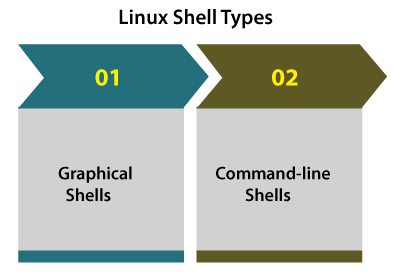 Linux Shell Types
01
02
Graphical
Shells
Command-line
Shells